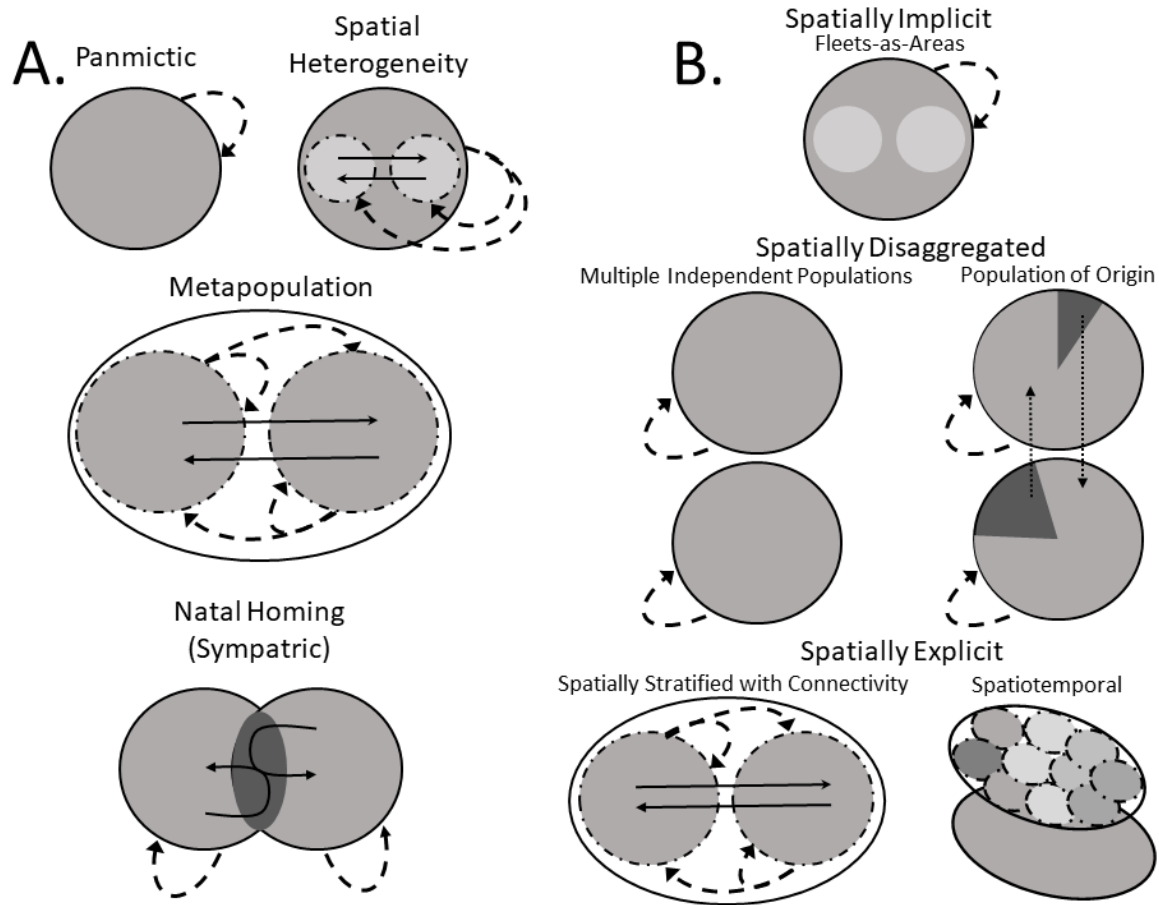 A.
Panmictic
Spatial
Heterogeneity
Metapopulation
Natal Homing
(Sympatric)
B.
Spatially Implicit
Fleets-as-Areas
Spatially Disaggregated
Multiple Independent Populations
Population of Origin
Spatially Explicit
Spatially Stratified with Connectivity
Spatiotemporal